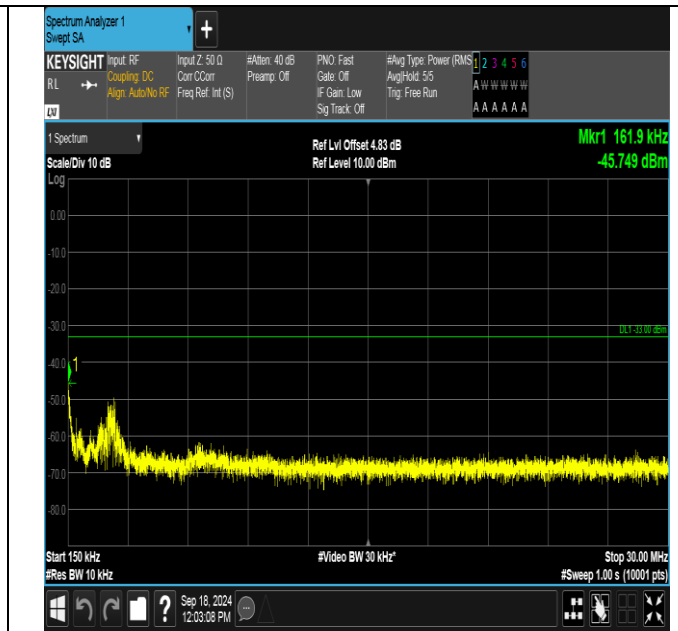 Spectrum Analyzer 1
Swept SA
+
KEYSIGHT
RL
LXI
Input: RF
Coupling: DC
Align: Auto/No RF
Input Z: 50 Ω
Corr CCorr
Freq Ref: Int (S)
#Atten: 40 dB
Preamp: Off
PNO: Fast
Gate: Off
IF Gain: Low
Sig Track: Off
#Avg Type: Power (RMS
Avg|Hold: 5/5
Trig: Free Run
1 2 3 4 5 6
A W W W W W
A A A A A A
1 Spectrum
Scale/Div 10 dB
Ref Lvl Offset 4.83 dB
Ref Level 10.00 dBm
Mkr1 161.9 kHz
-45.749 dBm
Log
0.00
-10.0
-20.0
-30.0
DL1 -33.00 dBm
-40.0
1
-50.0
-60.0
-70.0
-80.0
Start 150 kHz
#Video BW 30 kHz*
Stop 30.00 MHz
#Res BW 10 kHz
#Sweep 1.00 s (10001 pts)
?
Sep 18, 2024
12:03:08 PM